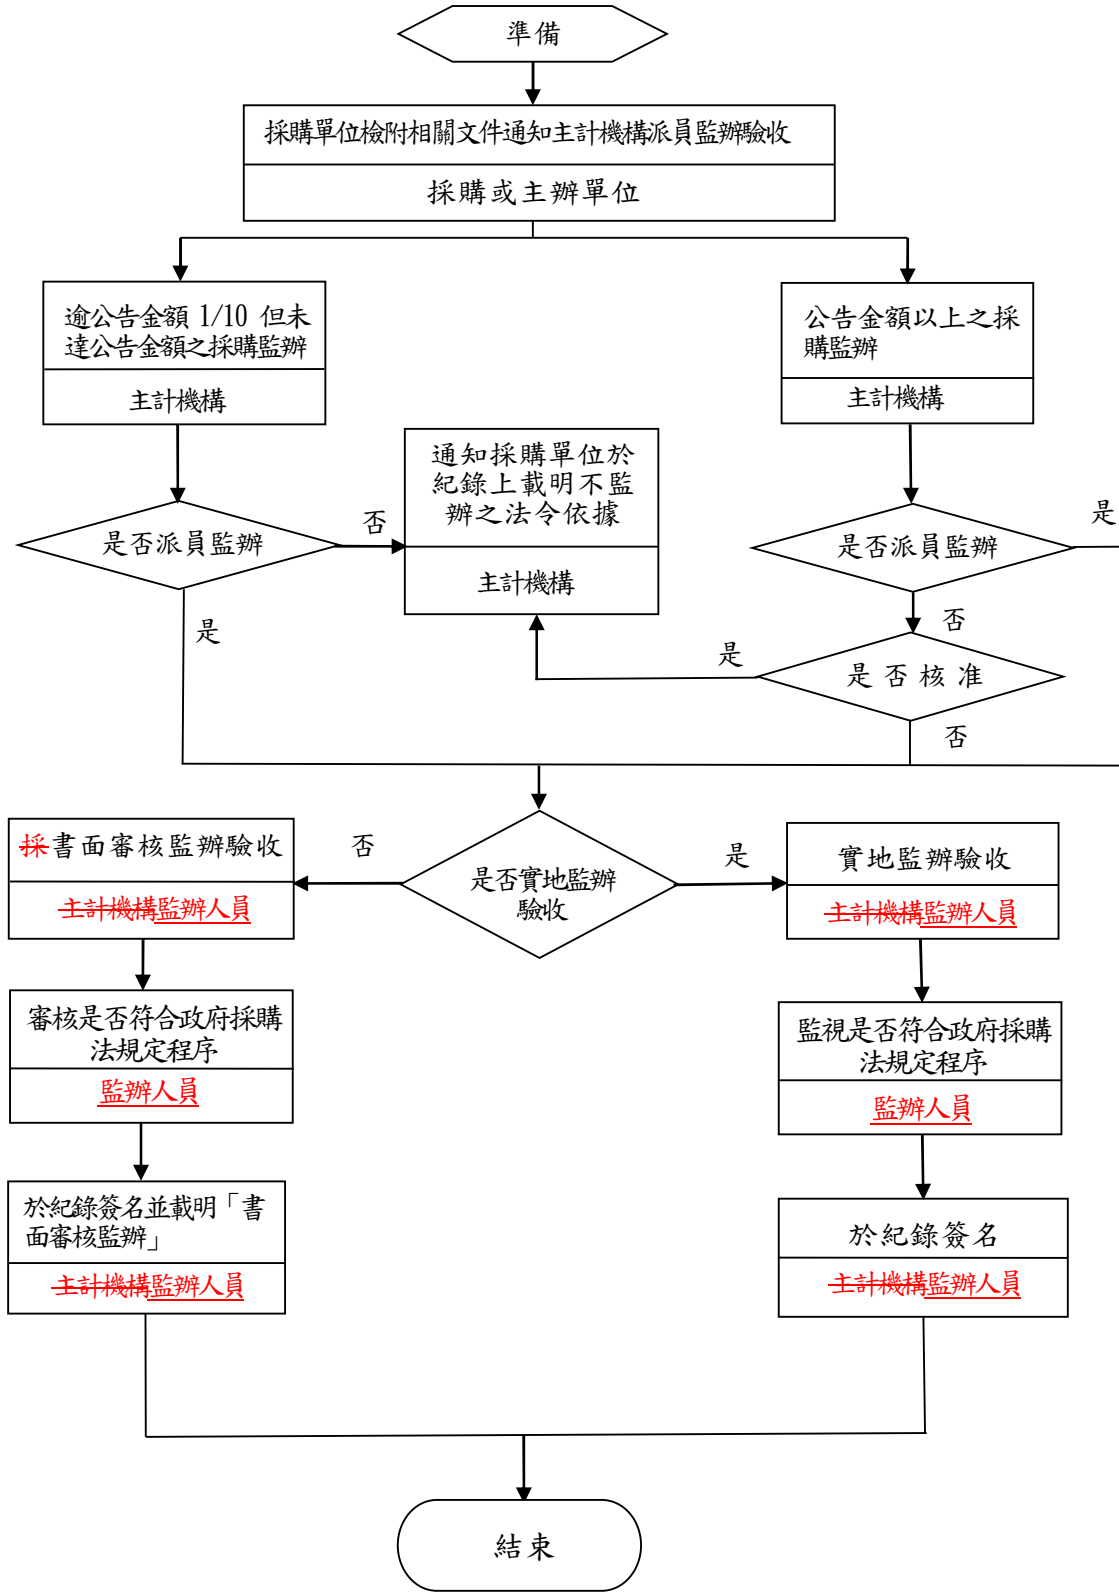 準備
採購單位檢附相關文件通知主計機構派員監辦驗收
採購或主辦單位
逾公告金額 1/10 但未
達公告金額之採購監辦
主計機構
公告金額以上之採
購監辦
主計機構
通知採購單位於
紀錄上載明不監
辦之法令依據
主計機構
是否派員監辦
否
是
是否派員監辦
是
否
是否核准
是
否
是否實地監辦
驗收
否
是
採書面審核監辦驗收
主計機構監辦人員
實地監辦驗收
主計機構監辦人員
審核是否符合政府採購
法規定程序
監辦人員
監視是否符合政府採購
法規定程序
監辦人員
於紀錄簽名並載明「書
面審核監辦」
主計機構監辦人員
於紀錄簽名
主計機構監辦人員
結束